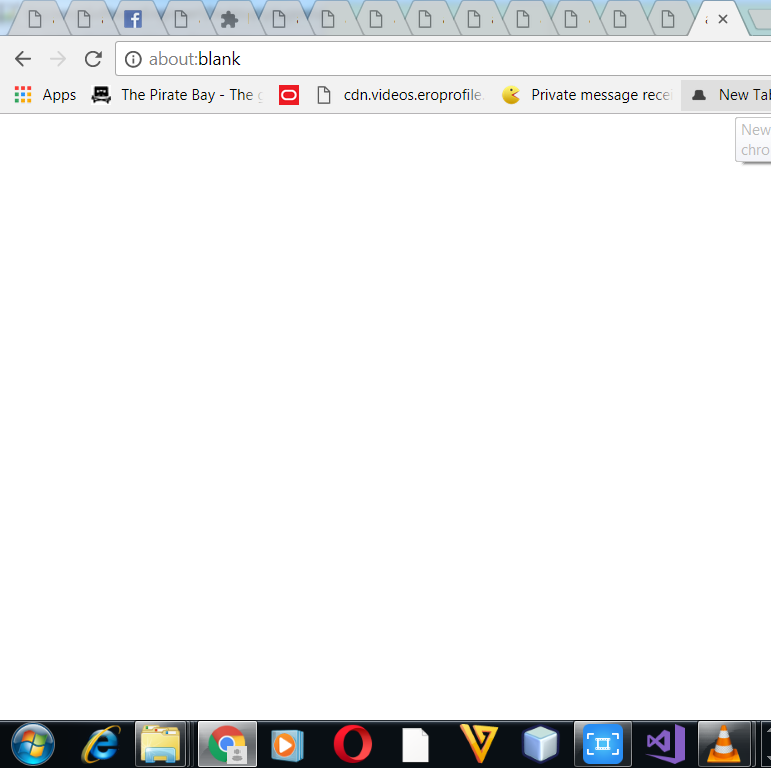 about:blank
Apps
The Pirate Bay - The g
cdn.videos.eroprofile.
Private message rece
New Tab
New
chro